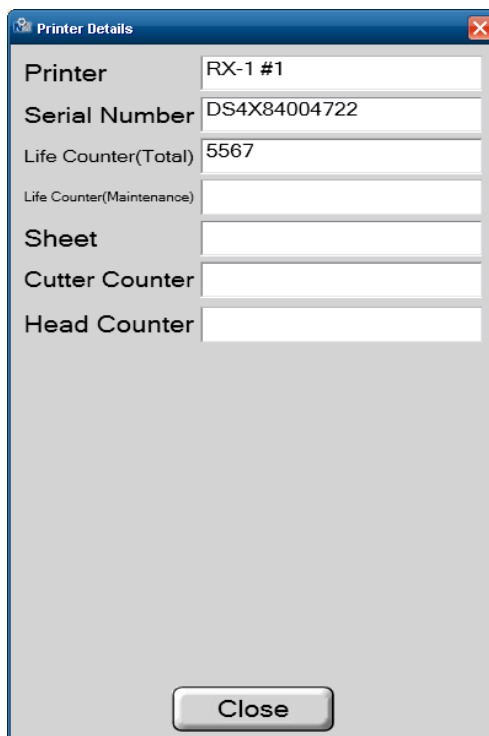 Printer Details
Printer RX-1 #1
Serial Number DS4X84004722
Life Counter(Total) 5567
Life Counter(Maintenance)
Sheet
Cutter Counter
Head Counter
Close